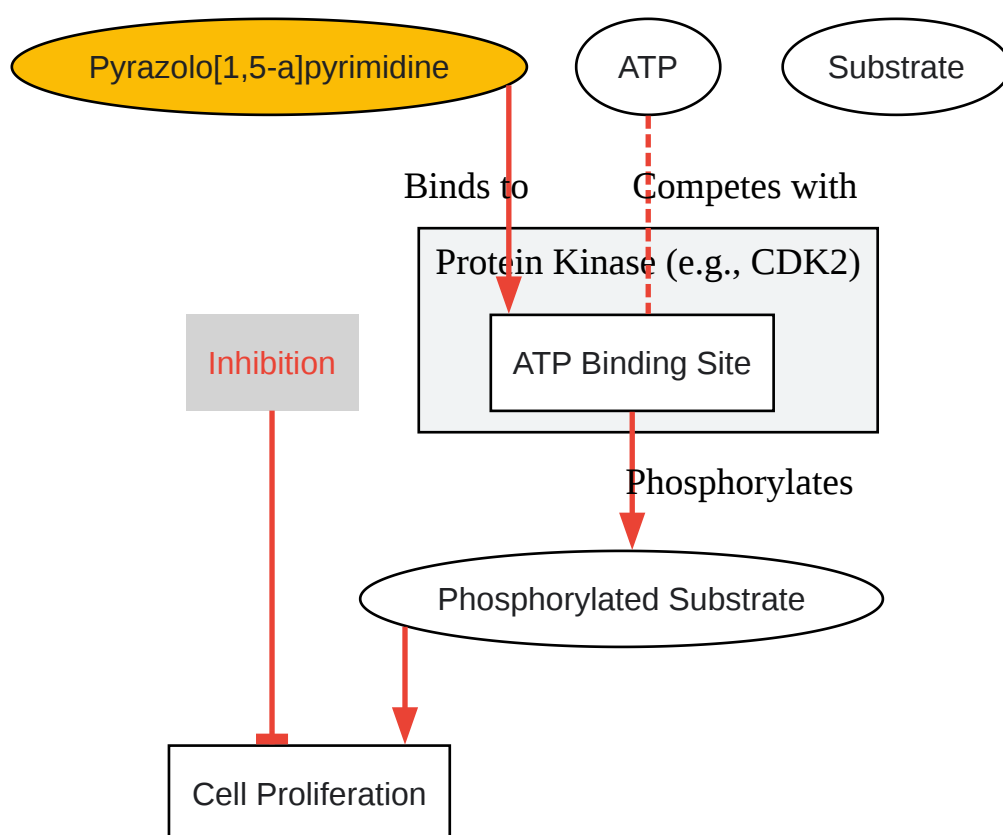 Pyrazolo[1,5-a]pyrimidine
ATP
Substrate
Binds to
Competes with
Protein Kinase (e.g., CDK2)
Inhibition
ATP Binding Site
Phosphorylates
Phosphorylated Substrate
Cell Proliferation